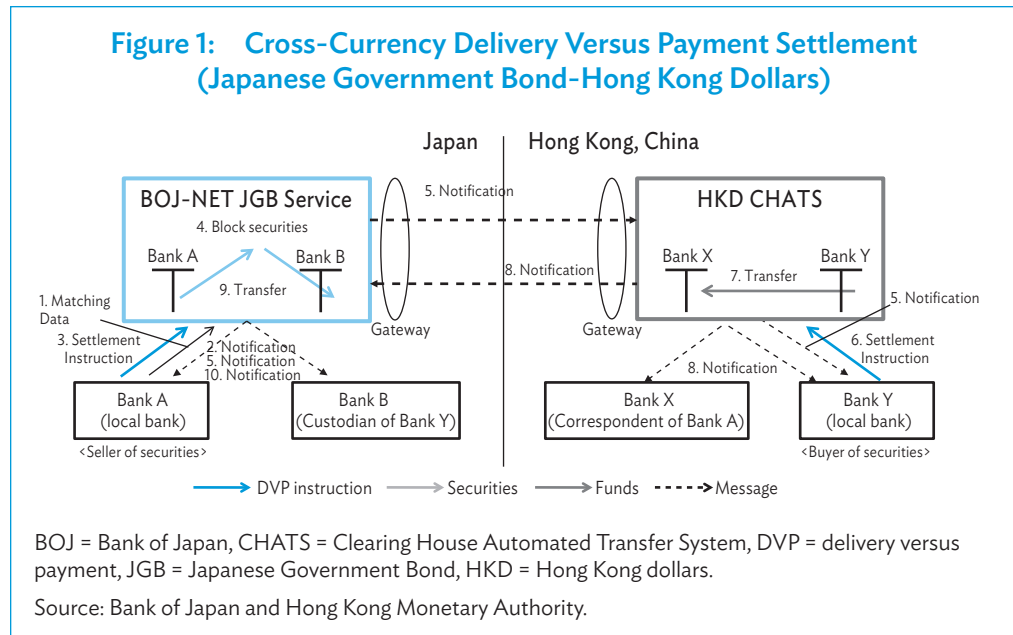 Figure 1: Cross-Currency Delivery Versus Payment Settlement
(Japanese Government Bond-Hong Kong Dollars)
Japan
Hong Kong, China
BOJ-NET JGB Service
4. Block securities
Bank A
Bank B
9. Transfer
5. Notification
8. Notification
Gateway
Gateway
HKD CHATS
Bank X
Bank Y
7. Transfer
1. Matching
Data
3. Settlement
Instruction
2. Notification
5. Notification
10. Notification
5. Notification
6. Settlement
Instruction
8. Notification
Bank A
(local bank)
<Seller of securities>
Bank B
(Custodian of Bank Y)
Bank X
(Correspondent of Bank A)
Bank Y
(local bank)
<Buyer of securities>
DVP instruction
Securities
Funds
Message
BOJ = Bank of Japan, CHATS = Clearing House Automated Transfer System, DVP = delivery versus
payment, JGB = Japanese Government Bond, HKD = Hong Kong dollars.
Source: Bank of Japan and Hong Kong Monetary Authority.